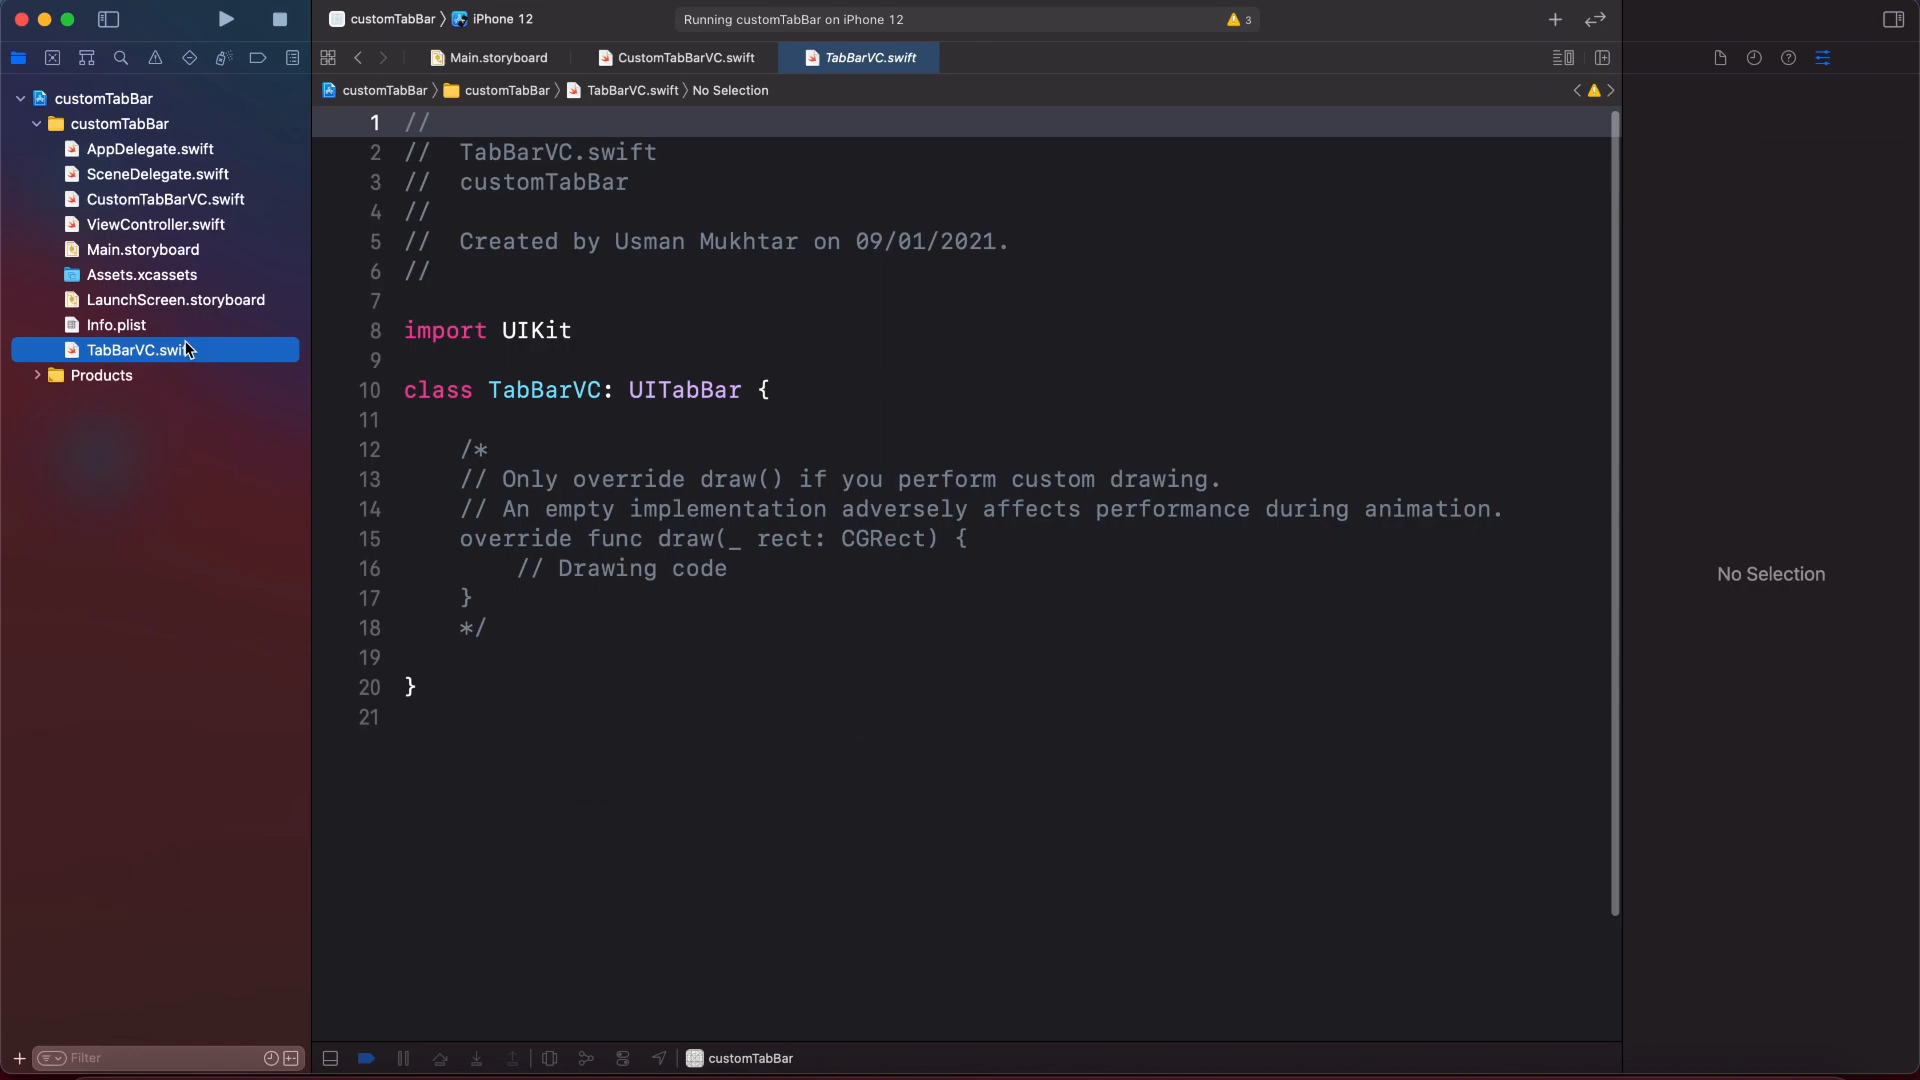 customTabBar 〉 iPhone 12
Running customTabBar on iPhone 12
3
Main.storyboard
CustomTabBarVC.swift
TabBarVC.swift
customTabBar 〉 customTabBar 〉 TabBarVC.swift 〉 No Selection
customTabBar
customTabBar
AppDelegate.swift
SceneDelegate.swift
CustomTabBarVC.swift
ViewController.swift
Main.storyboard
Assets.xcassets
LaunchScreen.storyboard
Info.plist
TabBarVC.swift
Products
Filter
1 //
2 // TabBarVC.swift
3 // customTabBar
4 //
5 // Created by Usman Mukhtar on 09/01/2021.
6 //
7
8 import UIKit
9
10 class TabBarVC: UITabBar {
11
12 /*
13 // Only override draw() if you perform custom drawing.
14 // An empty implementation adversely affects performance during animation.
15 override func draw(_ rect: CGRect) {
16 // Drawing code
17 }
18 */
19
20 }
21
No Selection
customTabBar